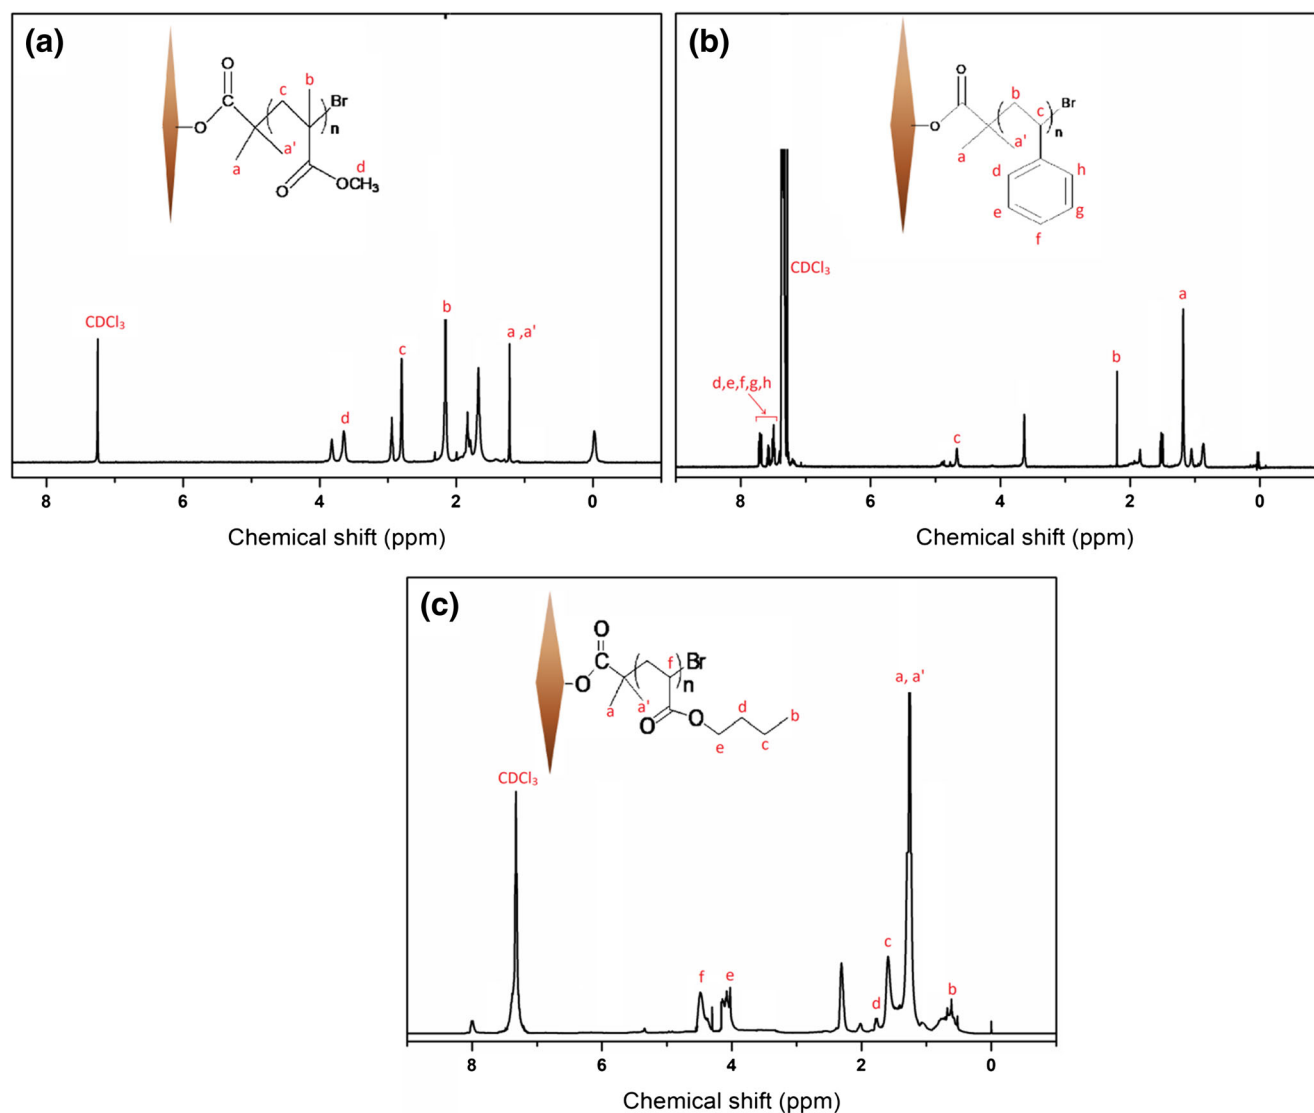 (a)
O
C
O
c
b
Br
n
a
a'
O
d
OCH₃
CDCl₃
d
c
b
a ,a'
8
6
4
2
0
Chemical shift (ppm)
(b)
O
O
b
c
Br
n
a
a'
d
h
e
g
f
CDCl₃
d,e,f,g,h
c
b
a
8
6
4
2
0
Chemical shift (ppm)
(c)
O
C
O
f
Br
n
a
a'
O
O
d
b
e
c
CDCl₃
f
e
d
c
a, a'
b
8
6
4
2
0
Chemical shift (ppm)